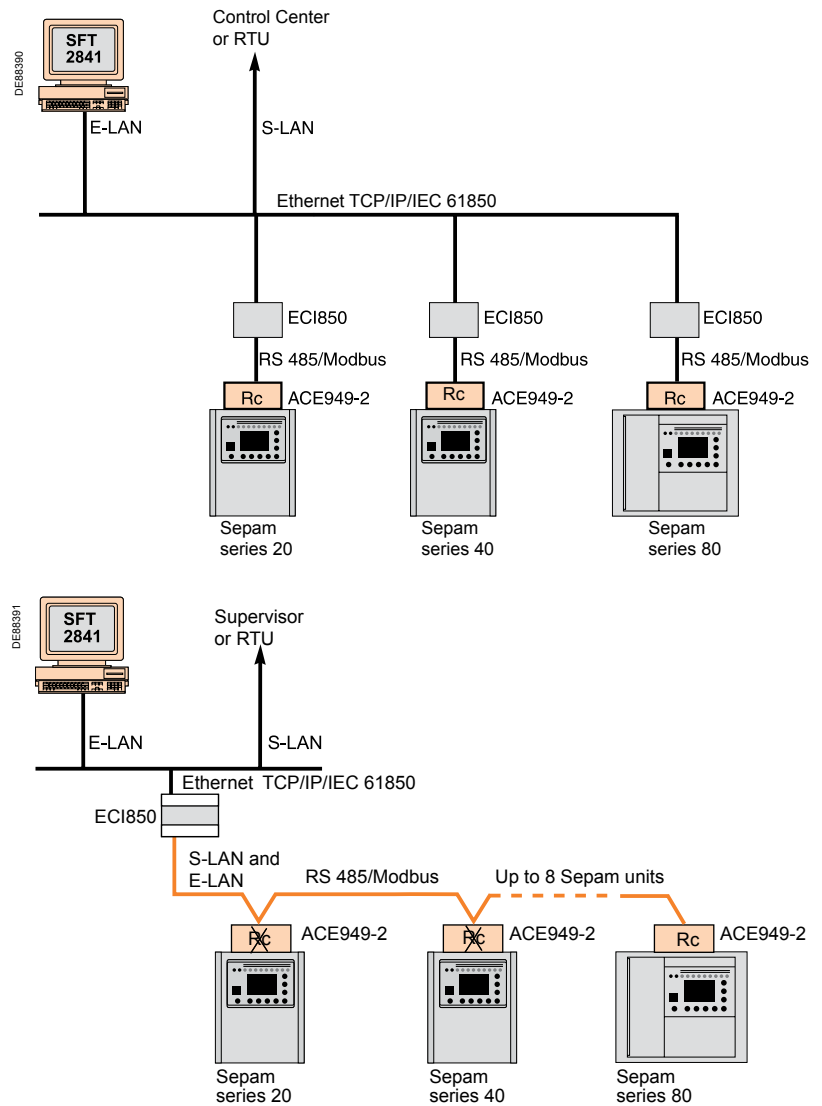 Control Center
or RTU
SFT
2841
DE88390
E-LAN
S-LAN
Ethernet TCP/IP/IEC 61850
ECI850
ECI850
ECI850
RS 485/Modbus
RS 485/Modbus
RS 485/Modbus
Rc
ACE949-2
Rc
ACE949-2
Rc
ACE949-2
Sepam
series 20
Sepam
series 40
Sepam
series 80
DE88391
SFT
2841
Supervisor
or RTU
E-LAN
S-LAN
Ethernet TCP/IP/IEC 61850
ECI850
S-LAN and
E-LAN
RS 485/Modbus
Up to 8 Sepam units
Rc
ACE949-2
Rc
ACE949-2
Rc
ACE949-2
Sepam
series 20
Sepam
series 40
Sepam
series 80